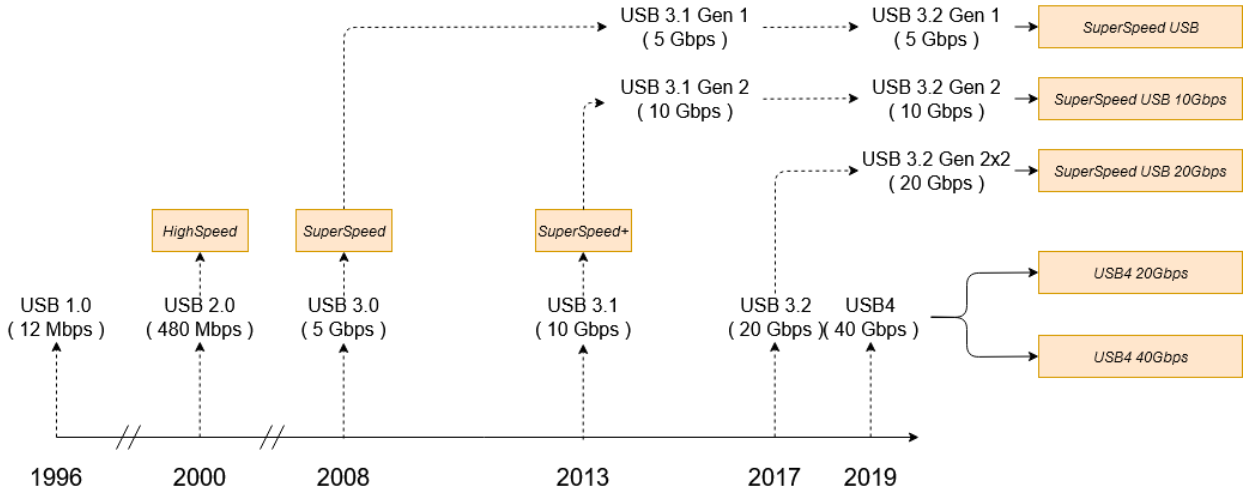 USB 3.1 Gen 1
( 5 Gbps )
USB 3.2 Gen 1
( 5 Gbps )
SuperSpeed USB
USB 3.1 Gen 2
( 10 Gbps )
USB 3.2 Gen 2
( 10 Gbps )
SuperSpeed USB 10Gbps
USB 3.2 Gen 2x2
( 20 Gbps )
SuperSpeed USB 20Gbps
HighSpeed
SuperSpeed
SuperSpeed+
USB4 20Gbps
USB 1.0
( 12 Mbps )
USB 2.0
( 480 Mbps )
USB 3.0
( 5 Gbps )
USB 3.1
( 10 Gbps )
USB 3.2
( 20 Gbps )
USB4
( 40 Gbps )
USB4 40Gbps
1996
2000
2008
2013
2017
2019